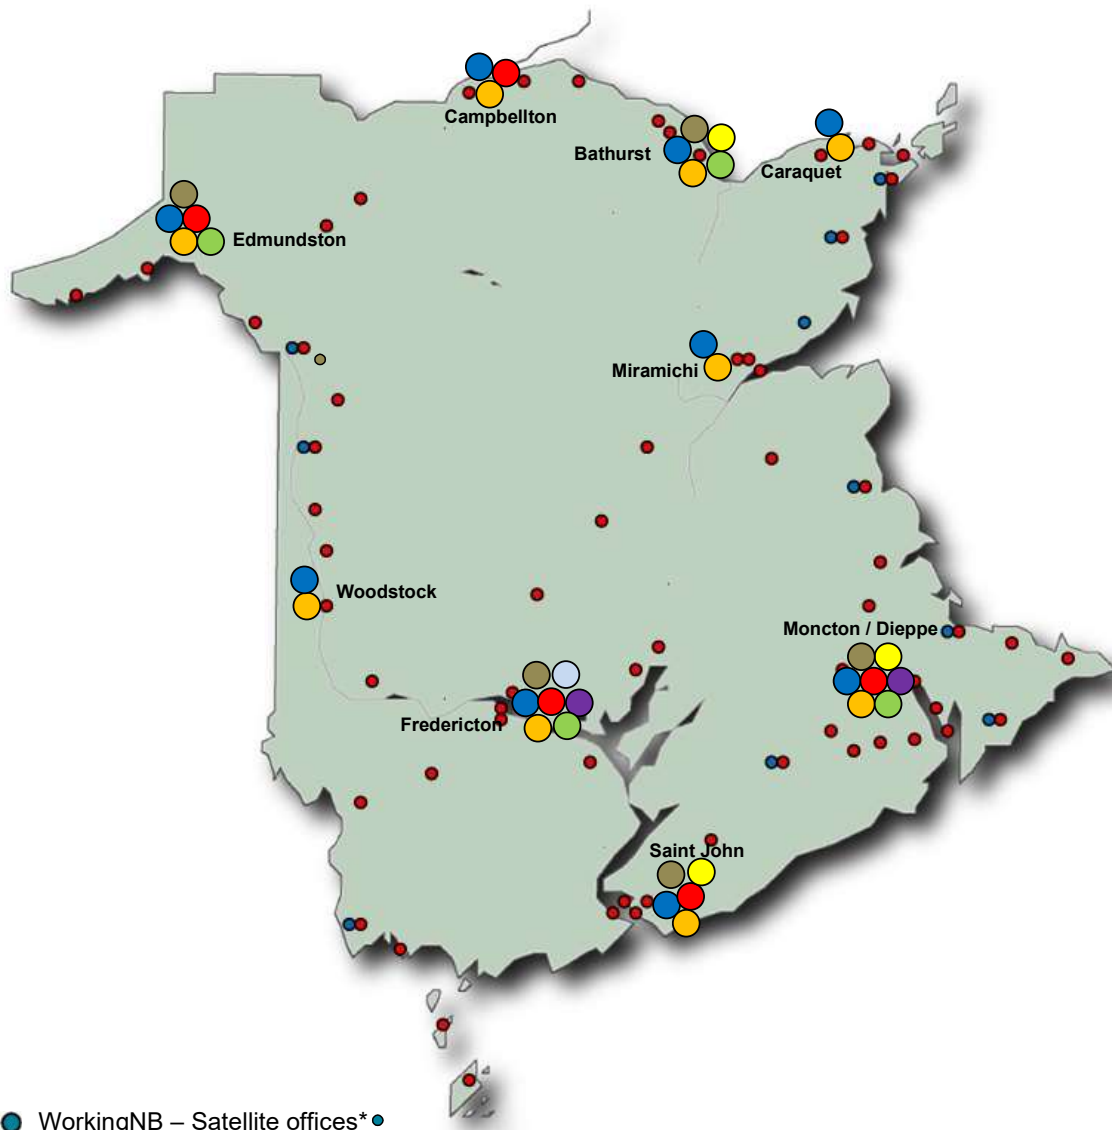 Campbellton
Bathurst
Caraquet
Edmundston
Miramichi
Woodstock
Moncton / Dieppe
Fredericton
Saint John
WorkingNB – Satellite offices*